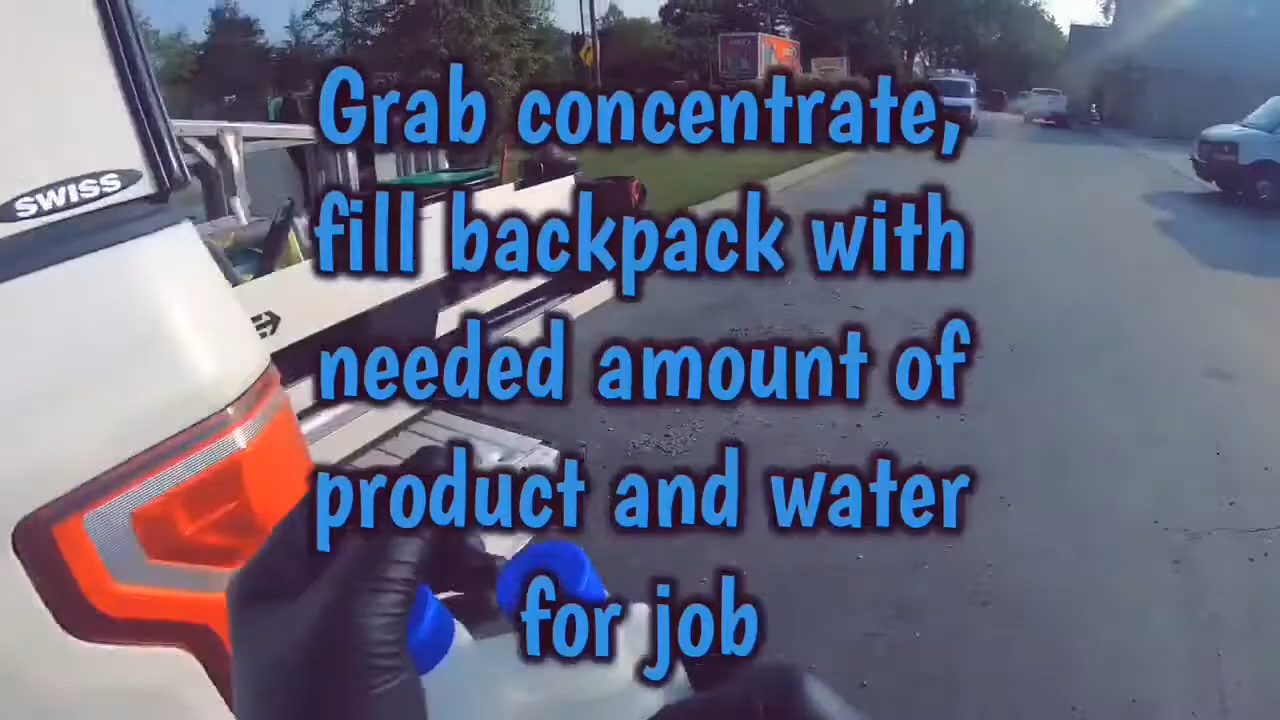 Grab concentrate,
fill backpack with
needed amount of
product and water
for job
SWISS